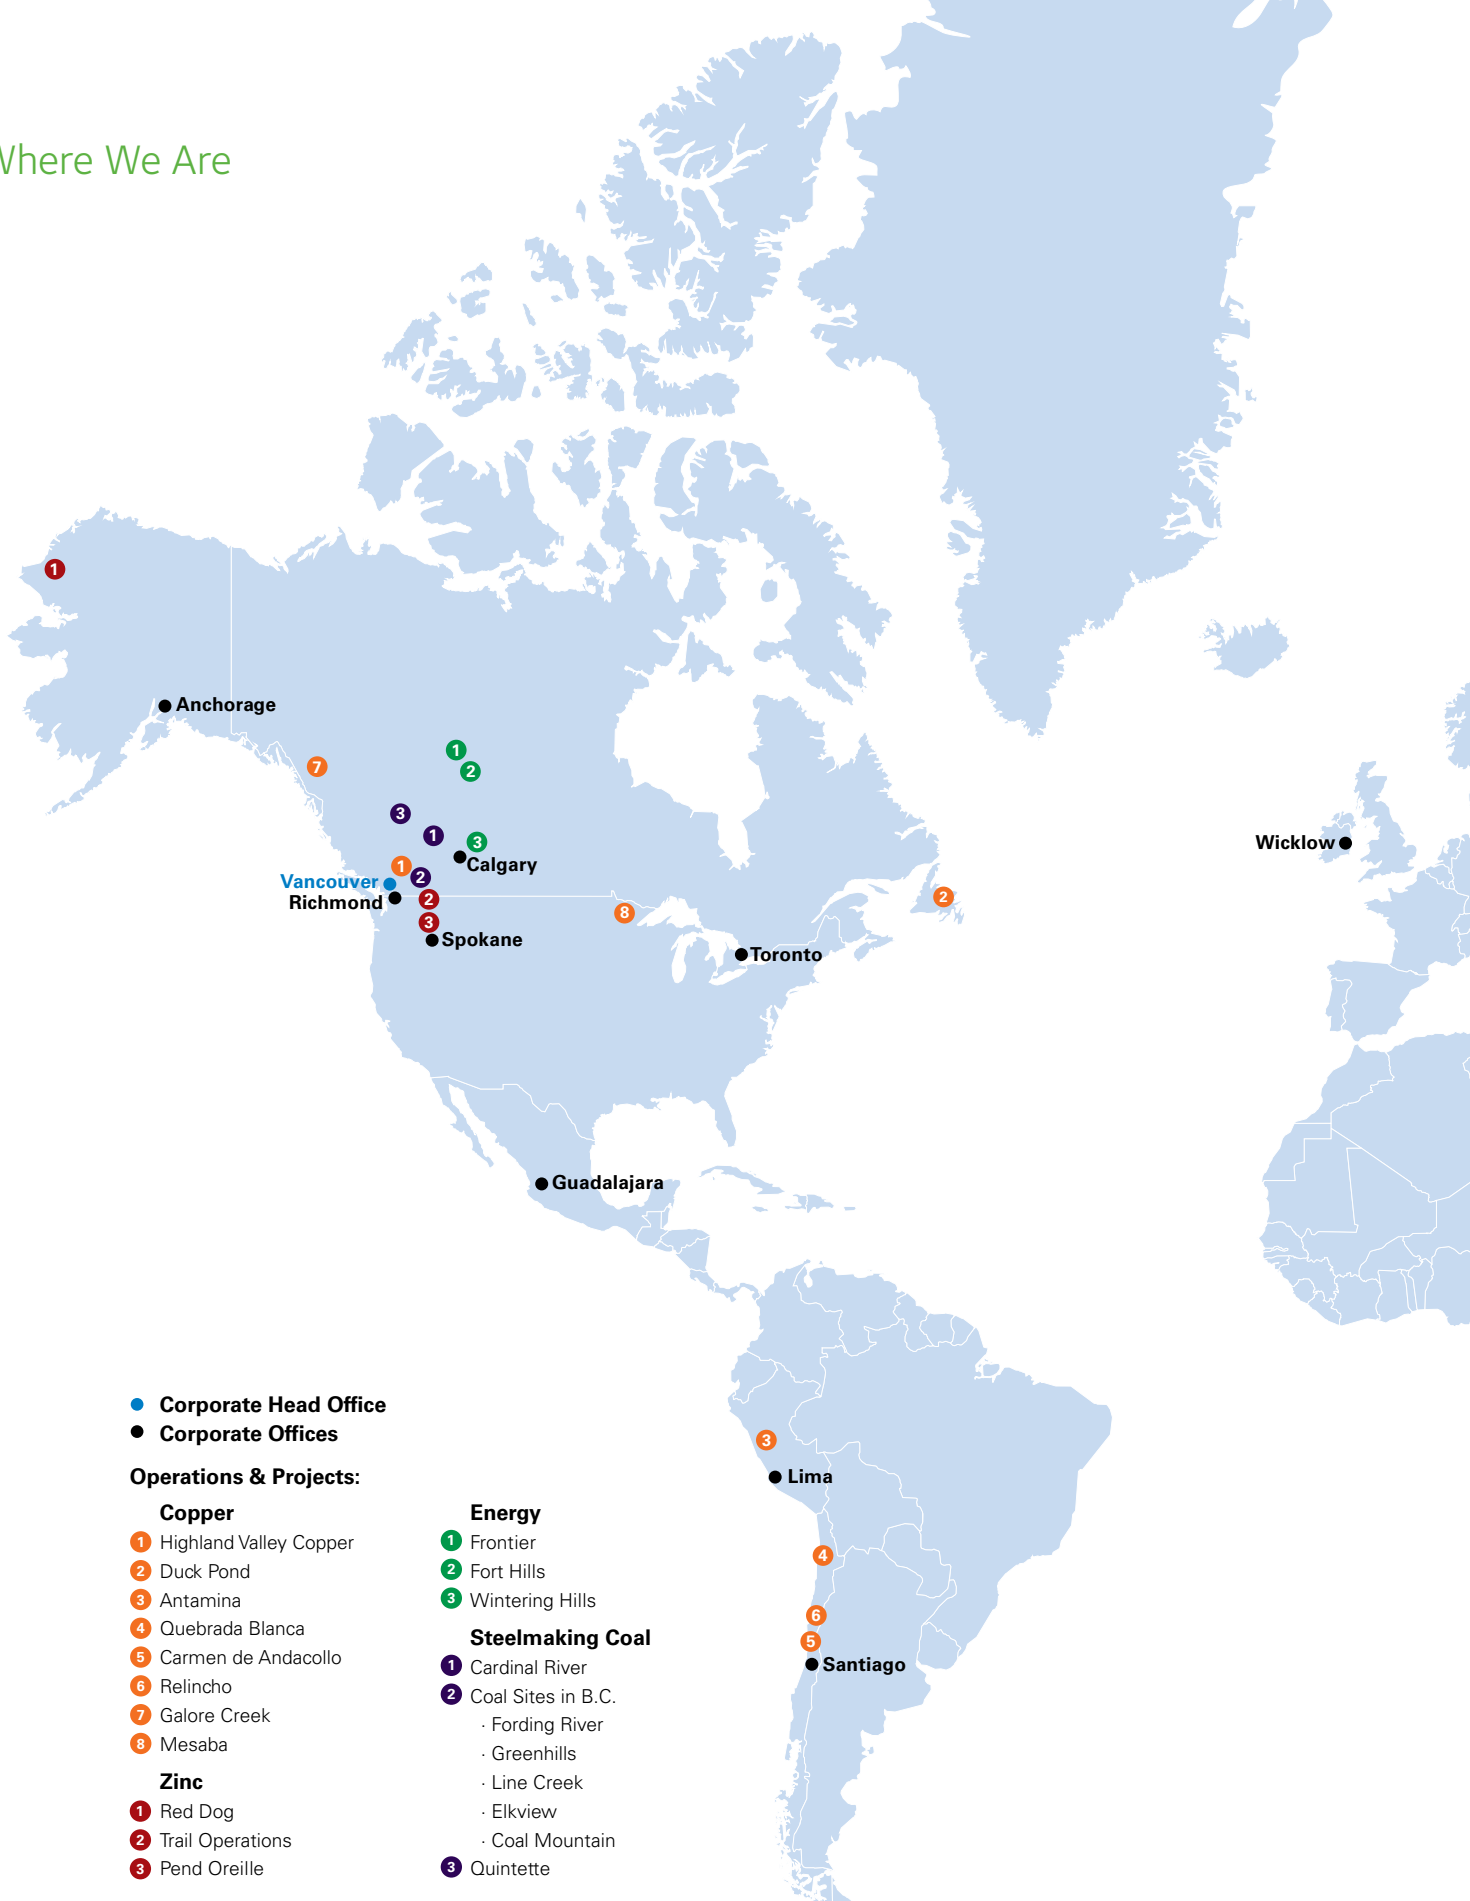 Where We Are
1
Anchorage
7
1
2
3
1
3
Calgary
1
2
Vancouver
Richmond
2
3
Spokane
8
2
Toronto
Wicklow
Guadalajara
3
Lima
4
6
5
Santiago
Corporate Head Office
Corporate Offices
Operations & Projects:
Copper
1 Highland Valley Copper
2 Duck Pond
3 Antamina
4 Quebrada Blanca
5 Carmen de Andacollo
6 Relincho
7 Galore Creek
8 Mesaba
Zinc
1 Red Dog
2 Trail Operations
3 Pend Oreille
Energy
1 Frontier
2 Fort Hills
3 Wintering Hills
Steelmaking Coal
1 Cardinal River
2 Coal Sites in B.C.
· Fording River
· Greenhills
· Line Creek
· Elkview
· Coal Mountain
3 Quintette